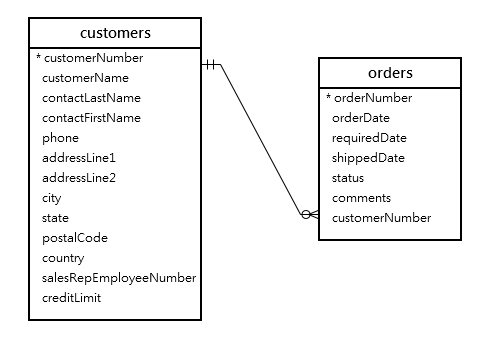 customers
* customerNumber
customerName
contactLastName
contactFirstName
phone
addressLine1
addressLine2
city
state
postalCode
country
salesRepEmployeeNumber
creditLimit
orders
* orderNumber
orderDate
requiredDate
shippedDate
status
comments
customerNumber